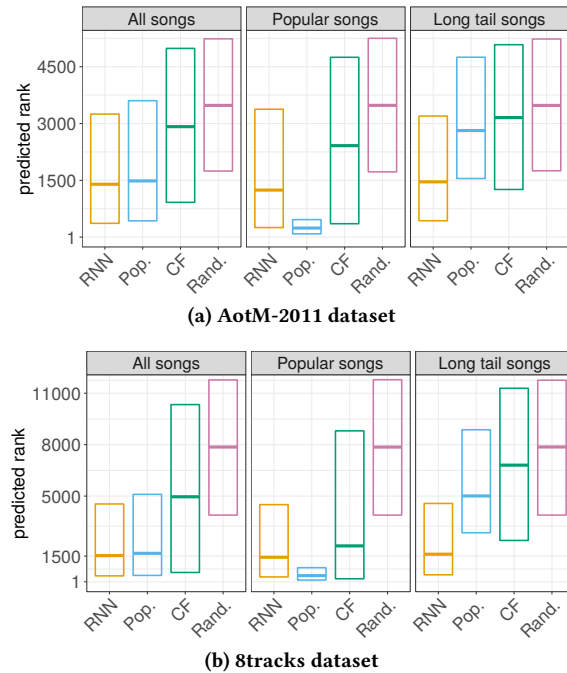 All songs Popular songs Long tail songs
predicted rank
4500
3000
1500
1
RNN Pop. CF Rand. RNN Pop. CF Rand. RNN Pop. CF Rand.
(a) AotM-2011 dataset
All songs Popular songs Long tail songs
predicted rank
11000
8000
5000
1500
1
RNN Pop. CF Rand. RNN Pop. CF Rand. RNN Pop. CF Rand.
(b) 8tracks dataset